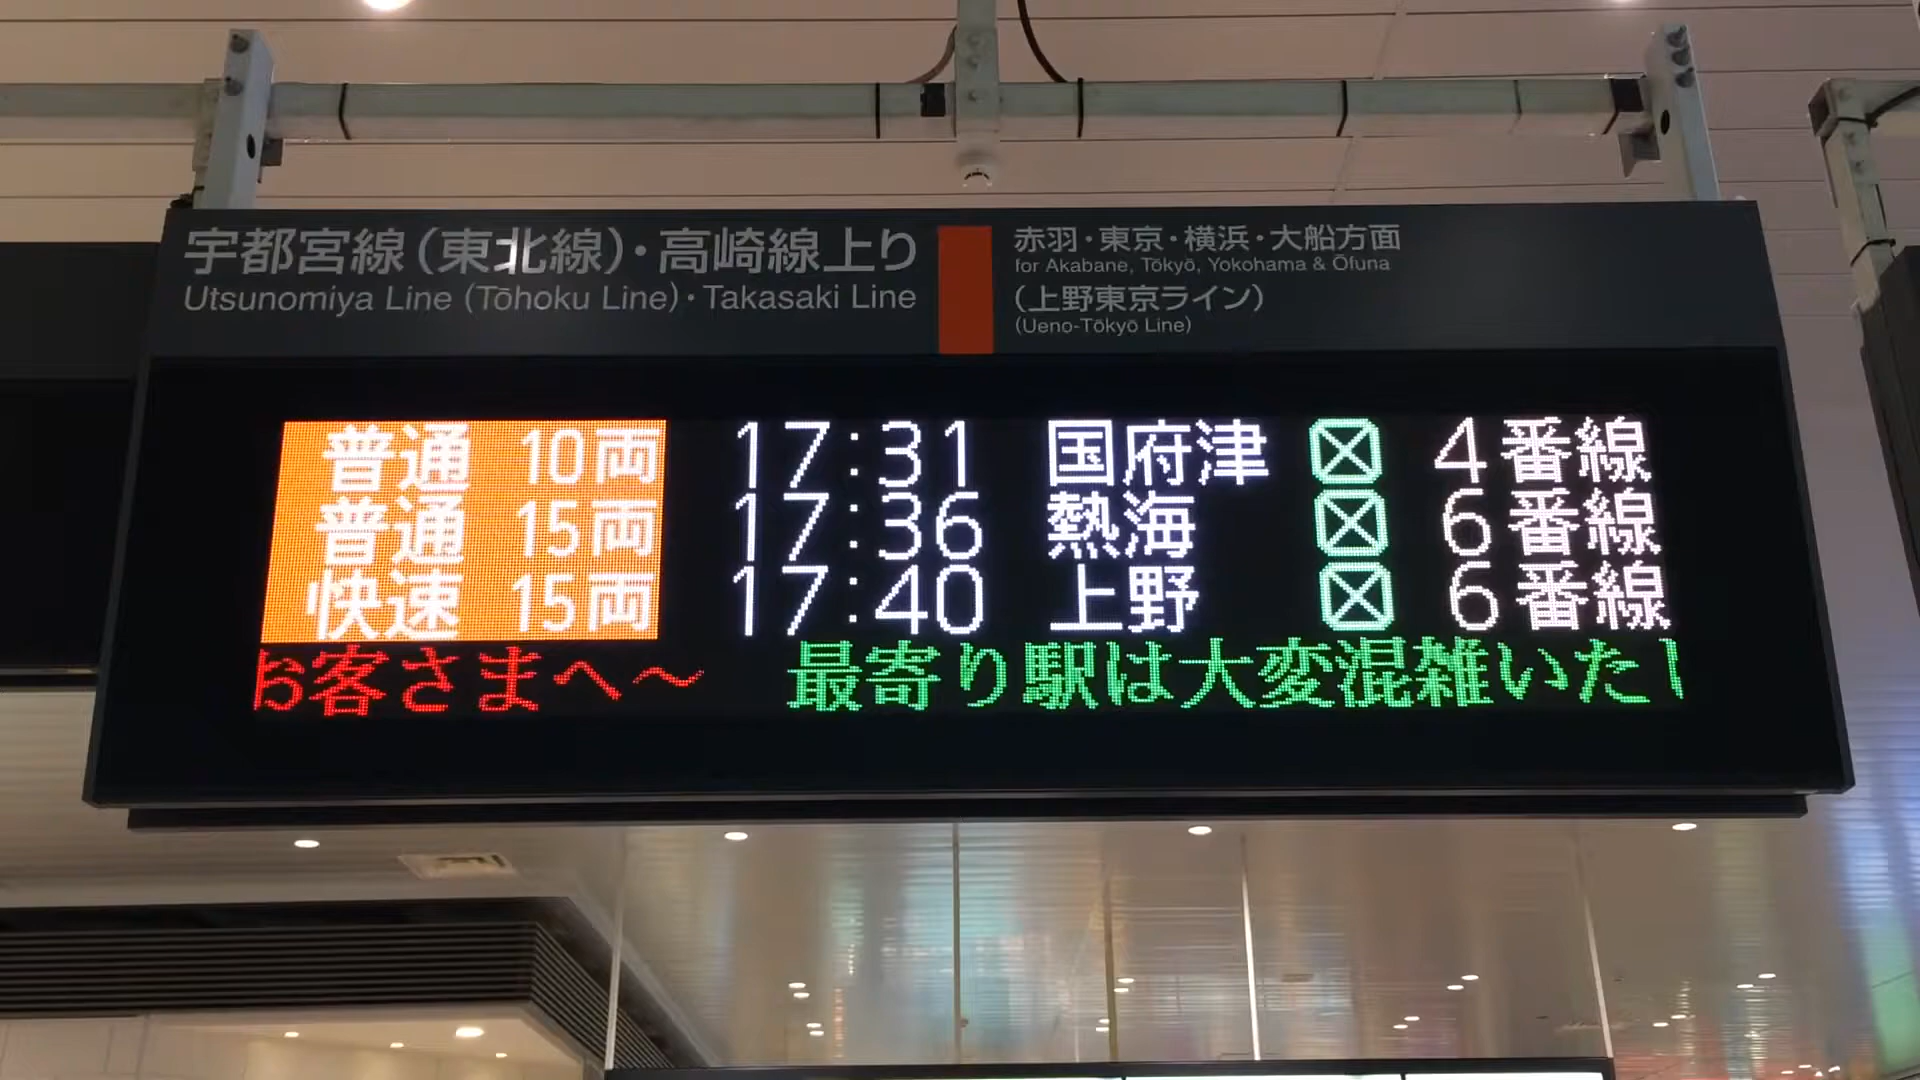 宇都宮線（東北線）・高崎線上り
Utsunomiya Line (Tōhoku Line)・Takasaki Line
赤羽・東京・横浜・大船方面
for Akabane, Tōkyō, Yokohama & Ōfuna
（上野東京ライン）
(Ueno-Tōkyō Line)
普通 10両 17:31 国府津 4番線
普通 15両 17:36 熱海 6番線
快速 15両 17:40 上野 6番線
お客さまへ〜 最寄り駅は大変混雑いた